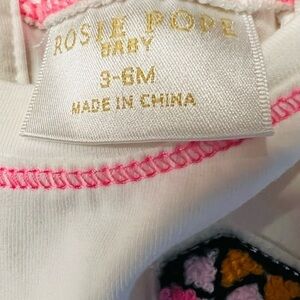 ROSIE POPE
BABY
3-6M
MADE IN CHINA